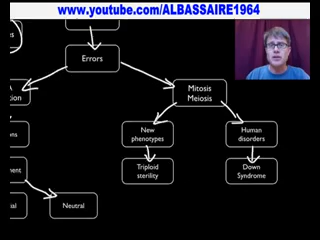 www.youtube.com/ALBASSAIRE1964
Errors
Mitosis
Meiosis
New
phenotypes
Human
disorders
Triploid
sterility
Down
Syndrome
Neutral